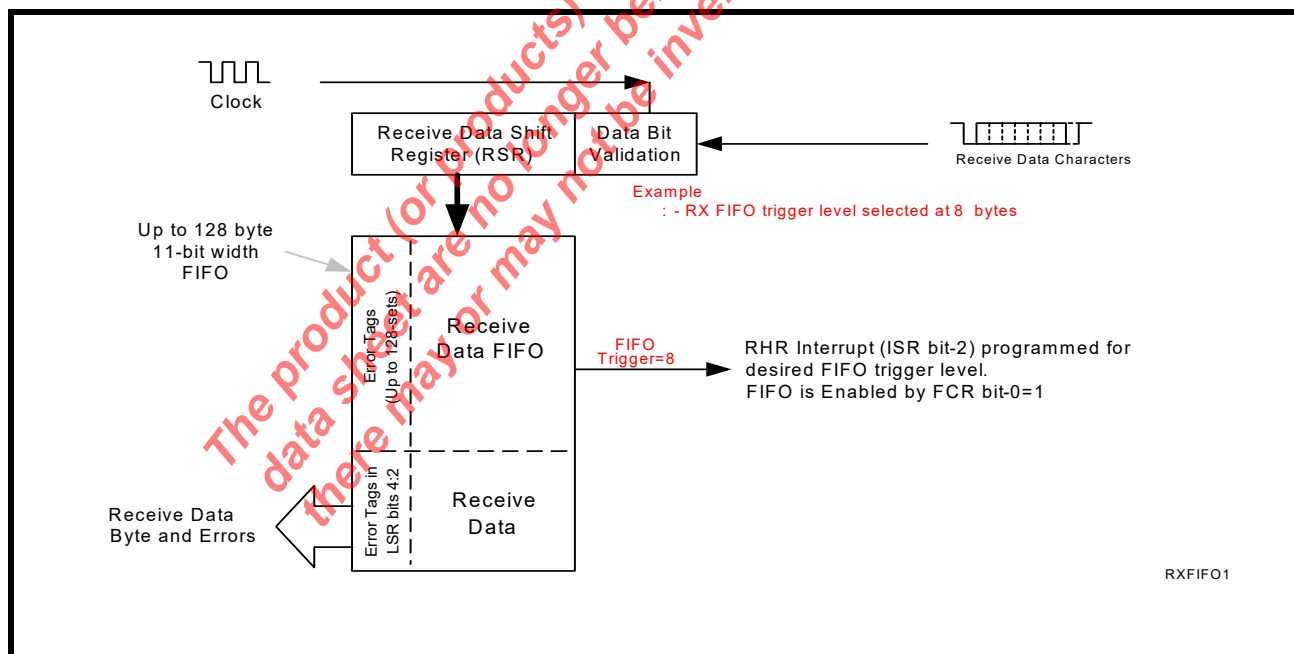 Clock
Receive Data Shift
Register (RSR)
Data Bit
Validation
Receive Data Characters
Example
: - RX FIFO trigger level selected at 8 bytes
Up to 128 byte
11-bit width
FIFO
Error Tags
(Up to 128-sets)
Receive
Data FIFO
FIFO
Trigger=8
RHR Interrupt (ISR bit-2) programmed for
desired FIFO trigger level.
FIFO is Enabled by FCR bit-0=1
Error Tags in
LSR bits 4:2
Receive
Data
Receive Data
Byte and Errors
RXFIFO1
The product (or products)
data sheet are no longer be
there may or may not be inve